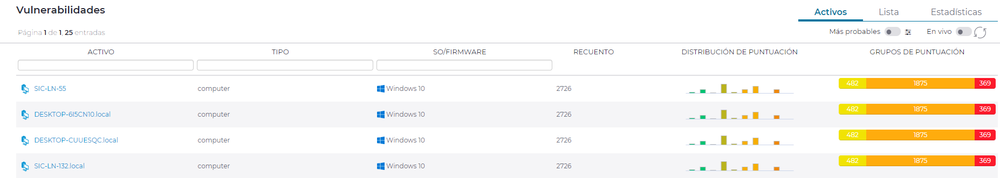 Vulnerabilidades
Activos Lista Estadísticas
Página 1 de 1, 25 entradas
Más probables En vivo
ACTIVO TIPO SO/FIRMWARE RECUENTO DISTRIBUCIÓN DE PUNTUACIÓN GRUPOS DE PUNTUACIÓN
SIC-LN-55 computer Windows 10 2726 482 1875 369
DESKTOP-6I5CN10.local computer Windows 10 2726 482 1875 369
DESKTOP-CUUESQC.local computer Windows 10 2726 482 1875 369
SIC-LN-132.local computer Windows 10 2726 482 1875 369